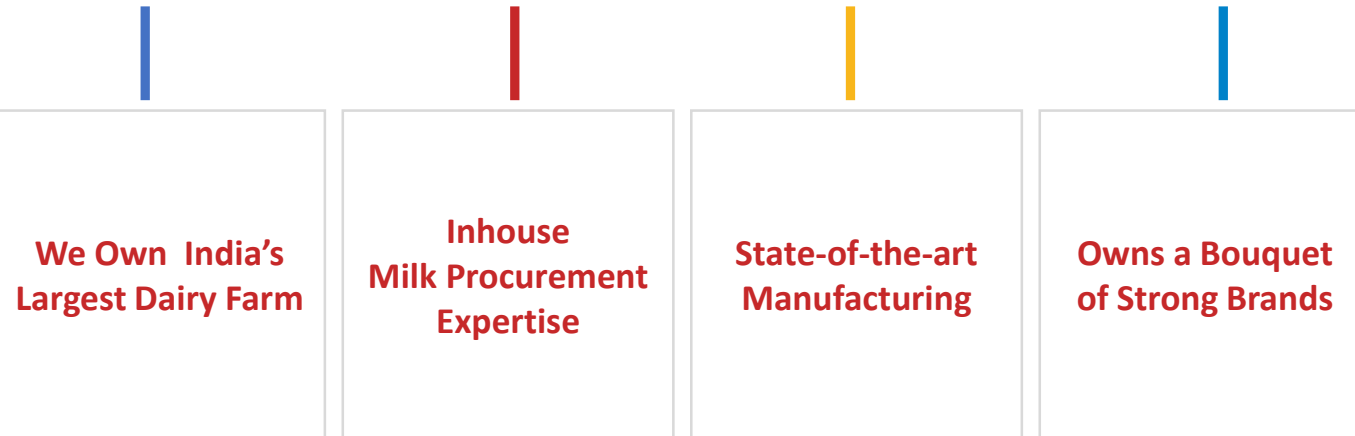 We Own  India’s
Largest Dairy Farm
Inhouse
Milk Procurement
Expertise
State-of-the-art
Manufacturing
Owns a Bouquet
of Strong Brands